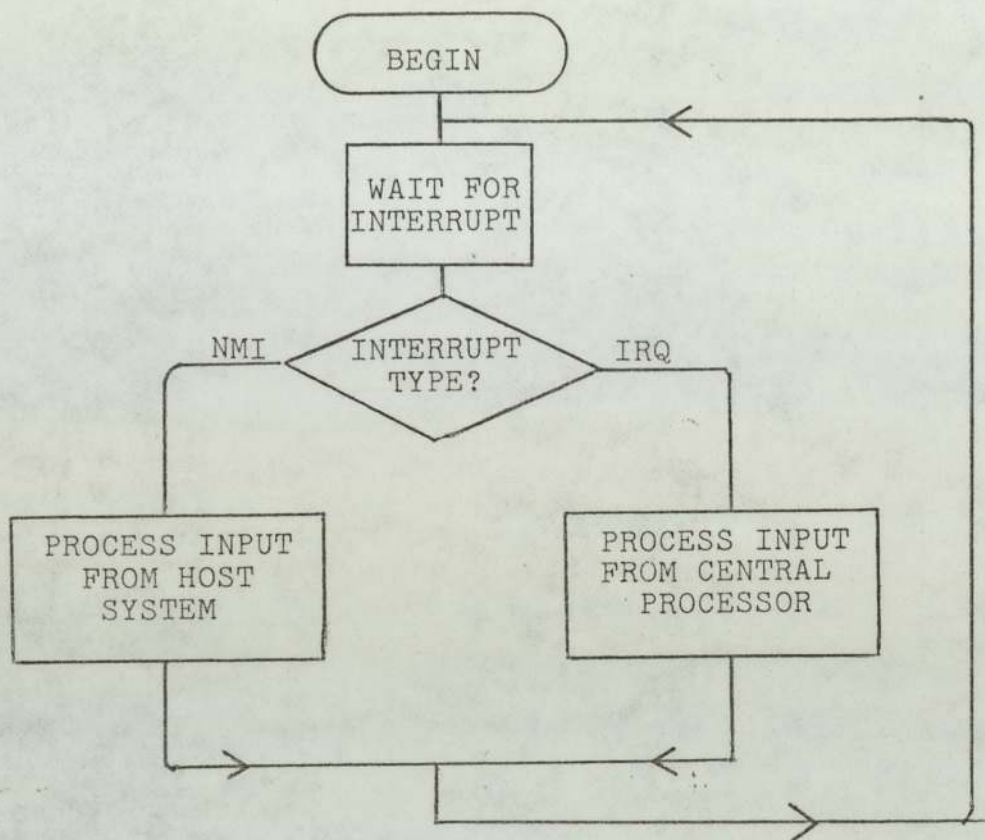 BEGIN
WAIT FOR
INTERRUPT
NMI
INTERRUPT
TYPE?
IRQ
PROCESS INPUT
FROM HOST
SYSTEM
PROCESS INPUT
FROM CENTRAL
PROCESSOR